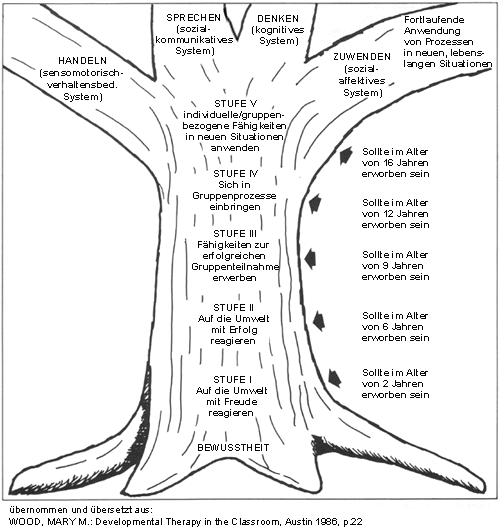 SPRECHEN
(sozial-
kommunikatives
System)
DENKEN
(kognitives
System)
Fortlaufende
Anwendung
von Prozessen
in neuen, lebens-
langen Situationen
HANDELN
(sensomotorisch-
verhaltensbed.
System)
ZUWENDEN
(sozial-
affektives
System)
STUFE V
individuelle/gruppen-
bezogene Fähigkeiten
in neuen Situationen
anwenden
Sollte im Alter
von 16 Jahren
erworben sein
STUFE IV
Sich in
Gruppenprozesse
einbringen
Sollte im Alter
von 12 Jahren
erworben sein
STUFE III
Fähigkeiten zur
erfolgreichen
Gruppenteilnahme
erwerben
Sollte im Alter
von 9 Jahren
erworben sein
STUFE II
Auf die Umwelt
mit Erfolg
reagieren
Sollte im Alter
von 6 Jahren
erworben sein
STUFE I
Auf die Umwelt
mit Freude
reagieren
Sollte im Alter
von 2 Jahren
erworben sein
BEWUSSTHEIT
übernommen und übersetzt aus:
WOOD, MARY M.: Developmental Therapy in the Classroom, Austin 1986, p.22